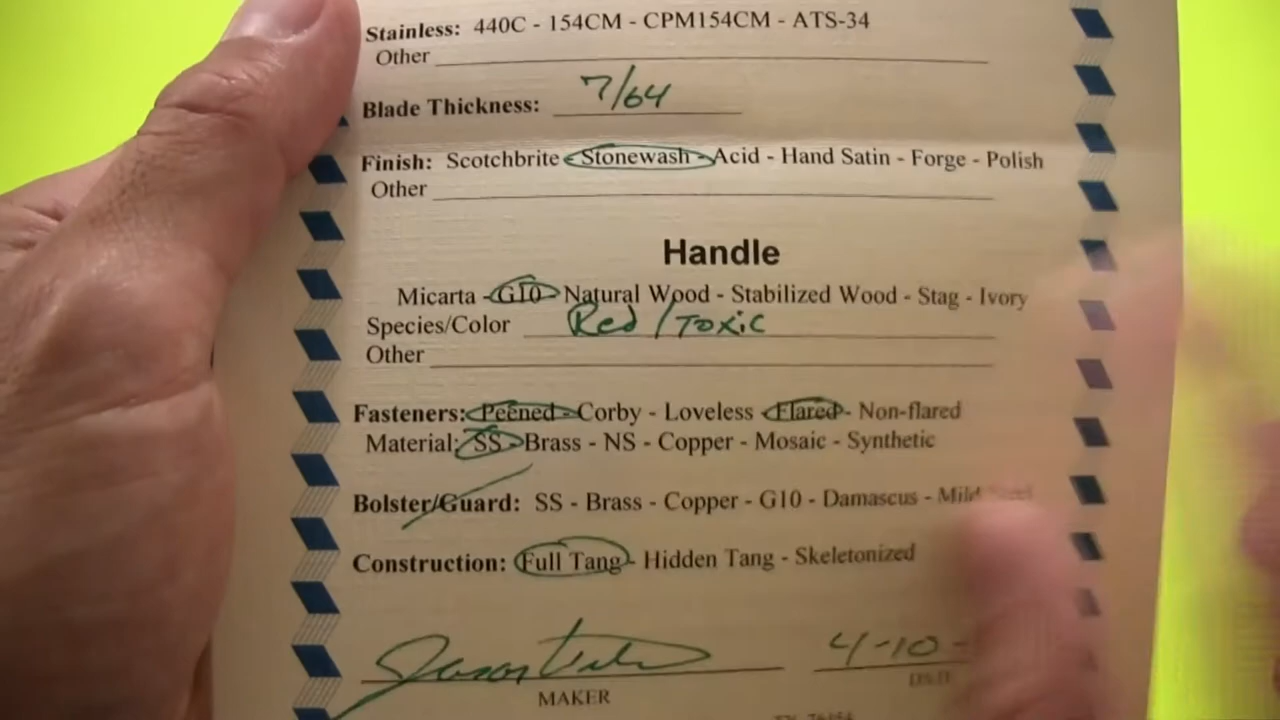 Stainless: 440C - 154CM - CPM154CM - ATS-34
Other
Blade Thickness: 7/64
Finish: Scotchbrite - Stonewash - Acid - Hand Satin - Forge - Polish
Other
Handle
Micarta - G10 - Natural Wood - Stabilized Wood - Stag - Ivory
Species/Color Red/Toxic
Other
Fasteners: Peened - Corby - Loveless - Flared - Non-flared
Material: SS - Brass - NS - Copper - Mosaic - Synthetic
Bolster/Guard: SS - Brass - Copper - G10 - Damascus - Mild
Construction: Full Tang - Hidden Tang - Skeletonized
Jason 4-10-
MAKER